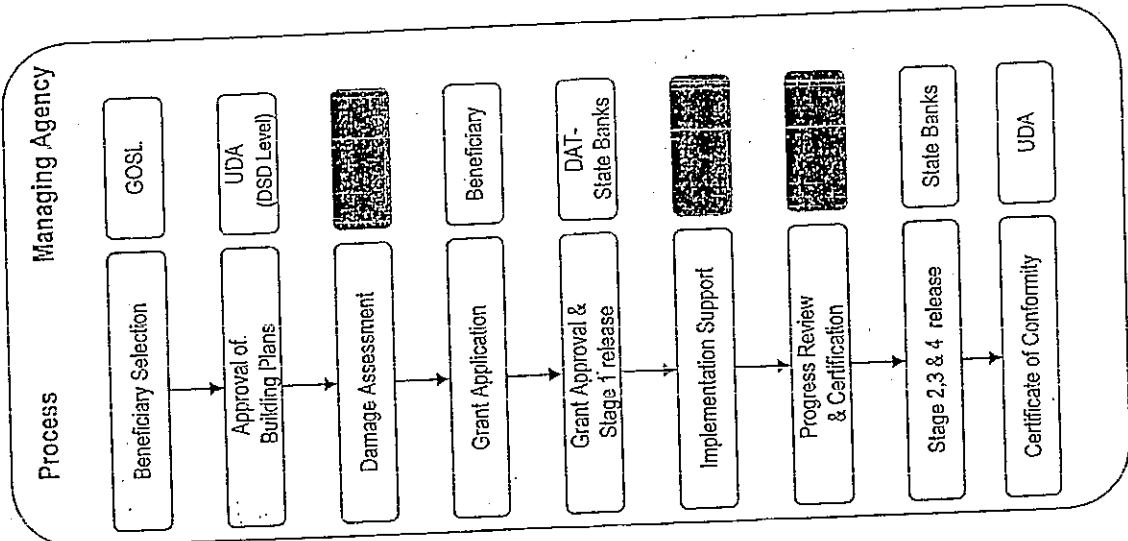 Process
Managing Agency
Beneficiary Selection
GOSL
Approval of
Building Plans
UDA
(DSD Level)
Damage Assessment
Grant Application
Beneficiary
Grant Approval &
Stage 1 release
DAT-
State Banks
Implementation Support
Progress Review
& Certification
Stage 2,3 & 4 release
State Banks
Certificate of Conformity
UDA